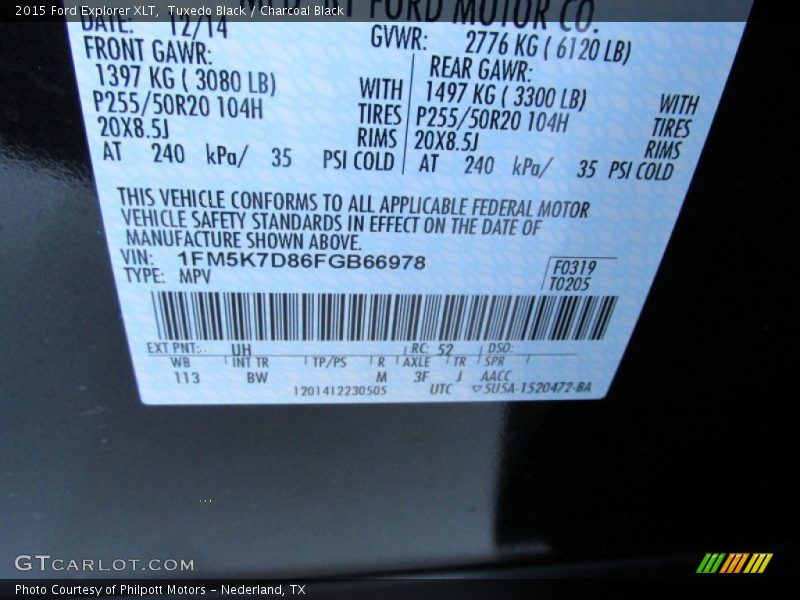 2015 Ford Explorer XLT, Tuxedo Black / Charcoal Black
FORD MOTOR CO.
DATE: 12/14
GVWR: 2776 KG ( 6120 LB)
FRONT GAWR:
1397 KG ( 3080 LB) WITH
P255/50R20 104H TIRES
20X8.5J RIMS
AT 240 kPa/ 35 PSI COLD
REAR GAWR:
1497 KG ( 3300 LB) WITH
P255/50R20 104H TIRES
20X8.5J RIMS
AT 240 kPa/ 35 PSI COLD
THIS VEHICLE CONFORMS TO ALL APPLICABLE FEDERAL MOTOR
VEHICLE SAFETY STANDARDS IN EFFECT ON THE DATE OF
MANUFACTURE SHOWN ABOVE.
VIN: 1FM5K7D86FGB66978
TYPE: MPV
F0319
T0205
EXT PNT: UH RC: 52 DSO:
WB INT TR TP/PS R AXLE TR SPR
113 BW M 3F J AACC
1201412230505 UTC ▽5USA-1520472-BA
GTCARLOT.COM
Photo Courtesy of Philpott Motors - Nederland, TX